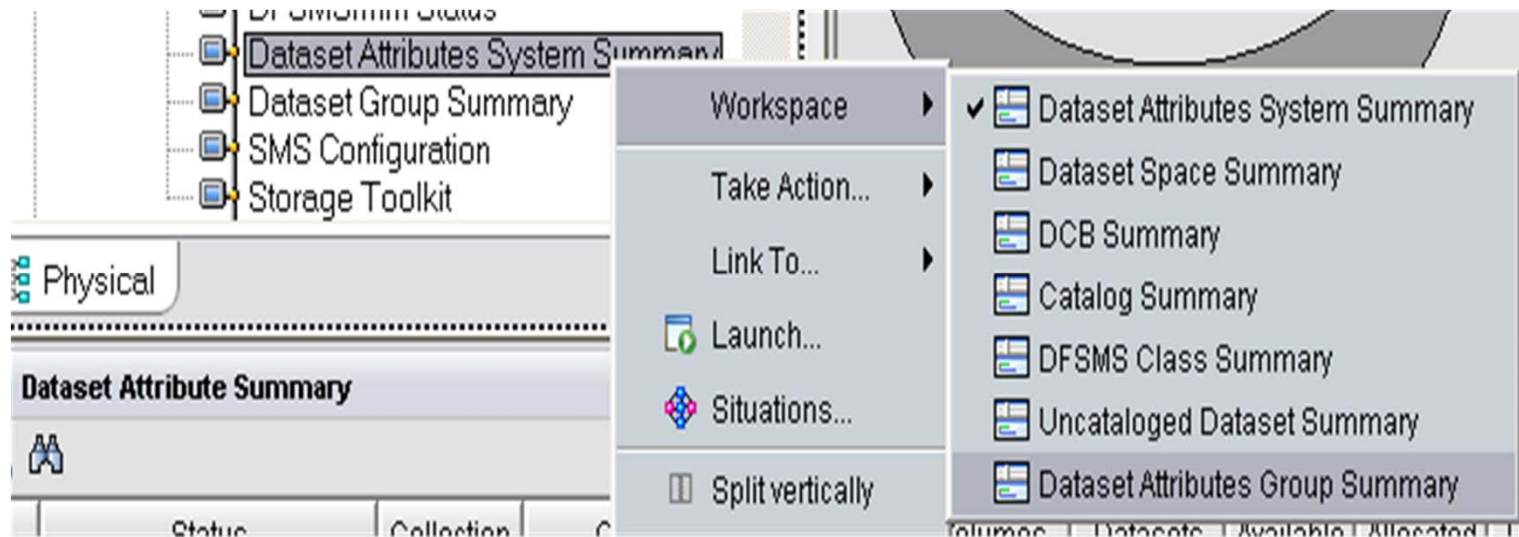 DFSMSrmm Status
Dataset Attributes System Summary
Dataset Group Summary
SMS Configuration
Storage Toolkit
Physical
Dataset Attribute Summary
Status
Collection
Workspace
Take Action...
Link To...
Launch...
Situations...
Split vertically
Dataset Attributes System Summary
Dataset Space Summary
DCB Summary
Catalog Summary
DFSMS Class Summary
Uncataloged Dataset Summary
Dataset Attributes Group Summary
Volumes
Datasets
Available
Allocated